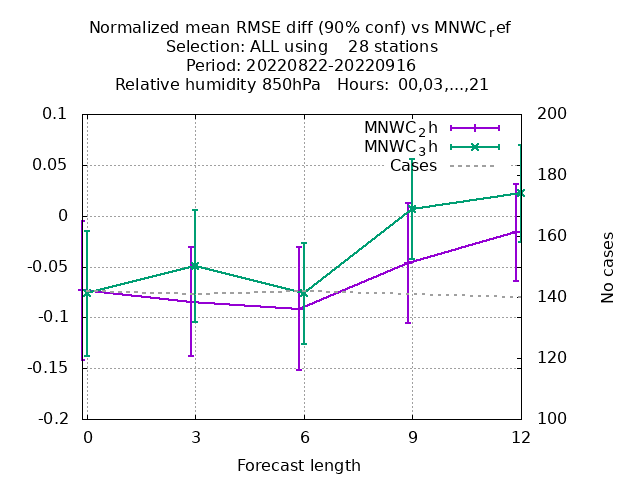 Normalized mean RMSE diff (90% conf) vs MNWC_ref
Selection: ALL using    28 stations
Period: 20220822-20220916
Relative humidity 850hPa   Hours: 00,03,...,21
MNWC_2h
MNWC_3h
Cases
0.1
0.05
0
-0.05
-0.1
-0.15
-0.2
200
180
160
140
120
100
No cases
0 3 6 9 12
Forecast length